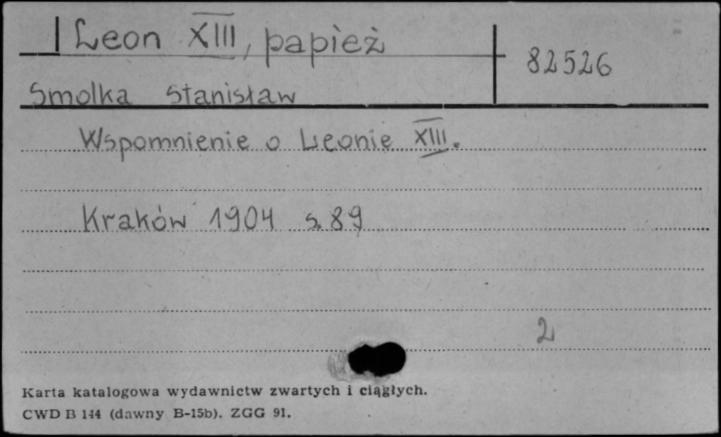 | Leon XIII, papież
82526
Smolka Stanisław
Wspomnienie o Leonie XIII.
Kraków 1904 s. 89
2
Karta katalogowa wydawnictw zwartych i ciągłych.
CWD B 144 (dawny B-15b). ZGG 91.